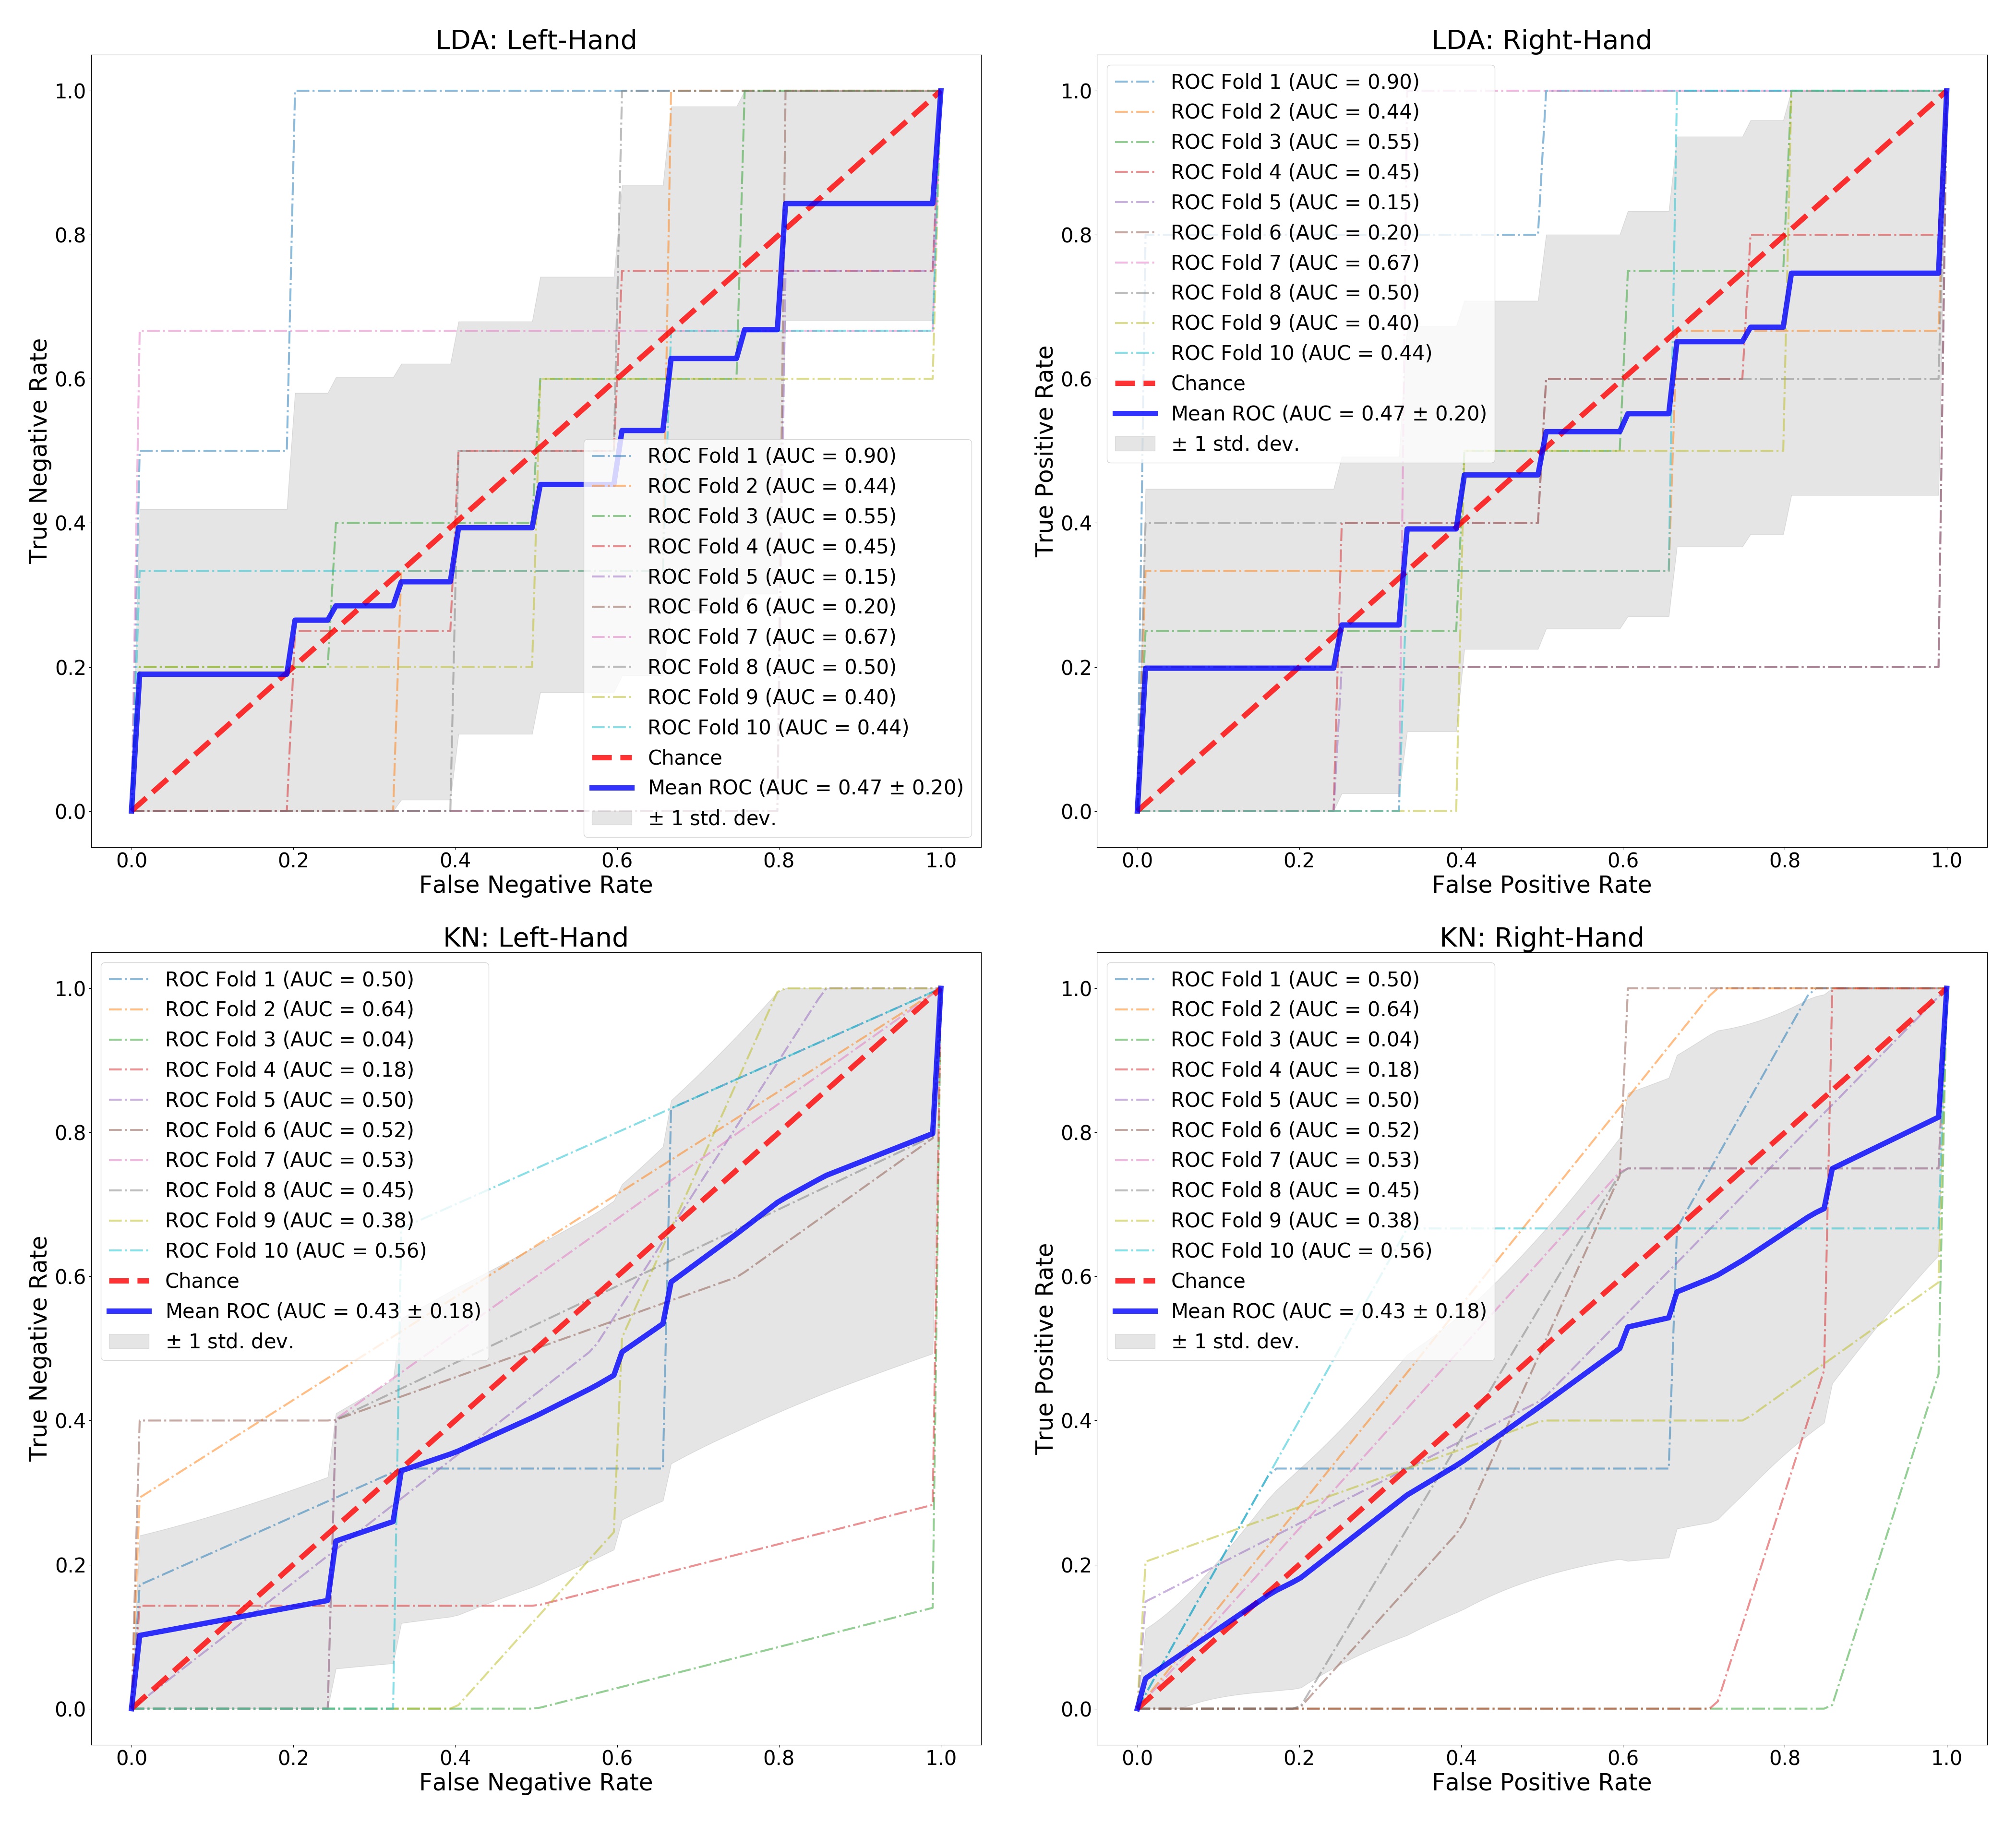 LDA: Left-Hand
True Negative Rate
1.0
0.8
0.6
0.4
0.2
0.0
ROC Fold 1 (AUC = 0.90)
ROC Fold 2 (AUC = 0.44)
ROC Fold 3 (AUC = 0.55)
ROC Fold 4 (AUC = 0.45)
ROC Fold 5 (AUC = 0.15)
ROC Fold 6 (AUC = 0.20)
ROC Fold 7 (AUC = 0.67)
ROC Fold 8 (AUC = 0.50)
ROC Fold 9 (AUC = 0.40)
ROC Fold 10 (AUC = 0.44)
Chance
Mean ROC (AUC = 0.47 ± 0.20)
± 1 std. dev.
0.0 0.2 0.4 0.6 0.8 1.0
False Negative Rate
LDA: Right-Hand
True Positive Rate
1.0
0.8
0.6
0.4
0.2
0.0
ROC Fold 1 (AUC = 0.90)
ROC Fold 2 (AUC = 0.44)
ROC Fold 3 (AUC = 0.55)
ROC Fold 4 (AUC = 0.45)
ROC Fold 5 (AUC = 0.15)
ROC Fold 6 (AUC = 0.20)
ROC Fold 7 (AUC = 0.67)
ROC Fold 8 (AUC = 0.50)
ROC Fold 9 (AUC = 0.40)
ROC Fold 10 (AUC = 0.44)
Chance
Mean ROC (AUC = 0.47 ± 0.20)
± 1 std. dev.
0.0 0.2 0.4 0.6 0.8 1.0
False Positive Rate
KN: Left-Hand
True Negative Rate
1.0
0.8
0.6
0.4
0.2
0.0
ROC Fold 1 (AUC = 0.50)
ROC Fold 2 (AUC = 0.64)
ROC Fold 3 (AUC = 0.04)
ROC Fold 4 (AUC = 0.18)
ROC Fold 5 (AUC = 0.50)
ROC Fold 6 (AUC = 0.52)
ROC Fold 7 (AUC = 0.53)
ROC Fold 8 (AUC = 0.45)
ROC Fold 9 (AUC = 0.38)
ROC Fold 10 (AUC = 0.56)
Chance
Mean ROC (AUC = 0.43 ± 0.18)
± 1 std. dev.
0.0 0.2 0.4 0.6 0.8 1.0
False Negative Rate
KN: Right-Hand
True Positive Rate
1.0
0.8
0.6
0.4
0.2
0.0
ROC Fold 1 (AUC = 0.50)
ROC Fold 2 (AUC = 0.64)
ROC Fold 3 (AUC = 0.04)
ROC Fold 4 (AUC = 0.18)
ROC Fold 5 (AUC = 0.50)
ROC Fold 6 (AUC = 0.52)
ROC Fold 7 (AUC = 0.53)
ROC Fold 8 (AUC = 0.45)
ROC Fold 9 (AUC = 0.38)
ROC Fold 10 (AUC = 0.56)
Chance
Mean ROC (AUC = 0.43 ± 0.18)
± 1 std. dev.
0.0 0.2 0.4 0.6 0.8 1.0
False Positive Rate